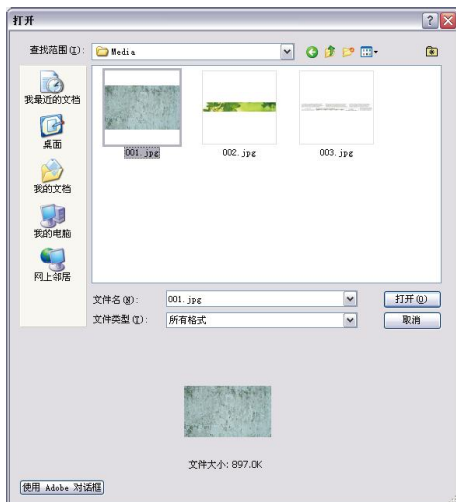 打开
查找范围(I):
Media
我最近的文档
桌面
我的文档
我的电脑
网上邻居
001.jpg
002.jpg
003.jpg
文件名(N):
001.jpg
打开(O)
文件类型(T):
所有格式
取消
文件大小: 897.0K
使用 Adobe 对话框